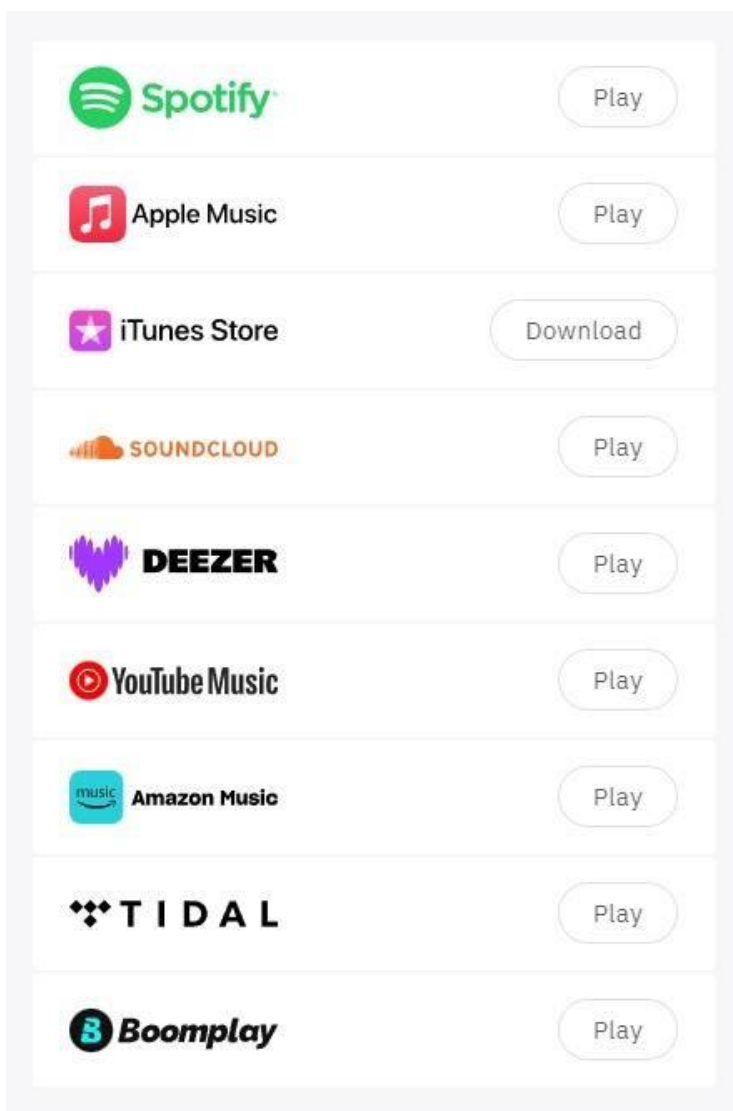 Spotify Play
Apple Music Play
iTunes Store Download
SOUNDCLOUD Play
DEEZER Play
YouTube Music Play
music Amazon Music Play
TIDAL Play
Boomplay Play